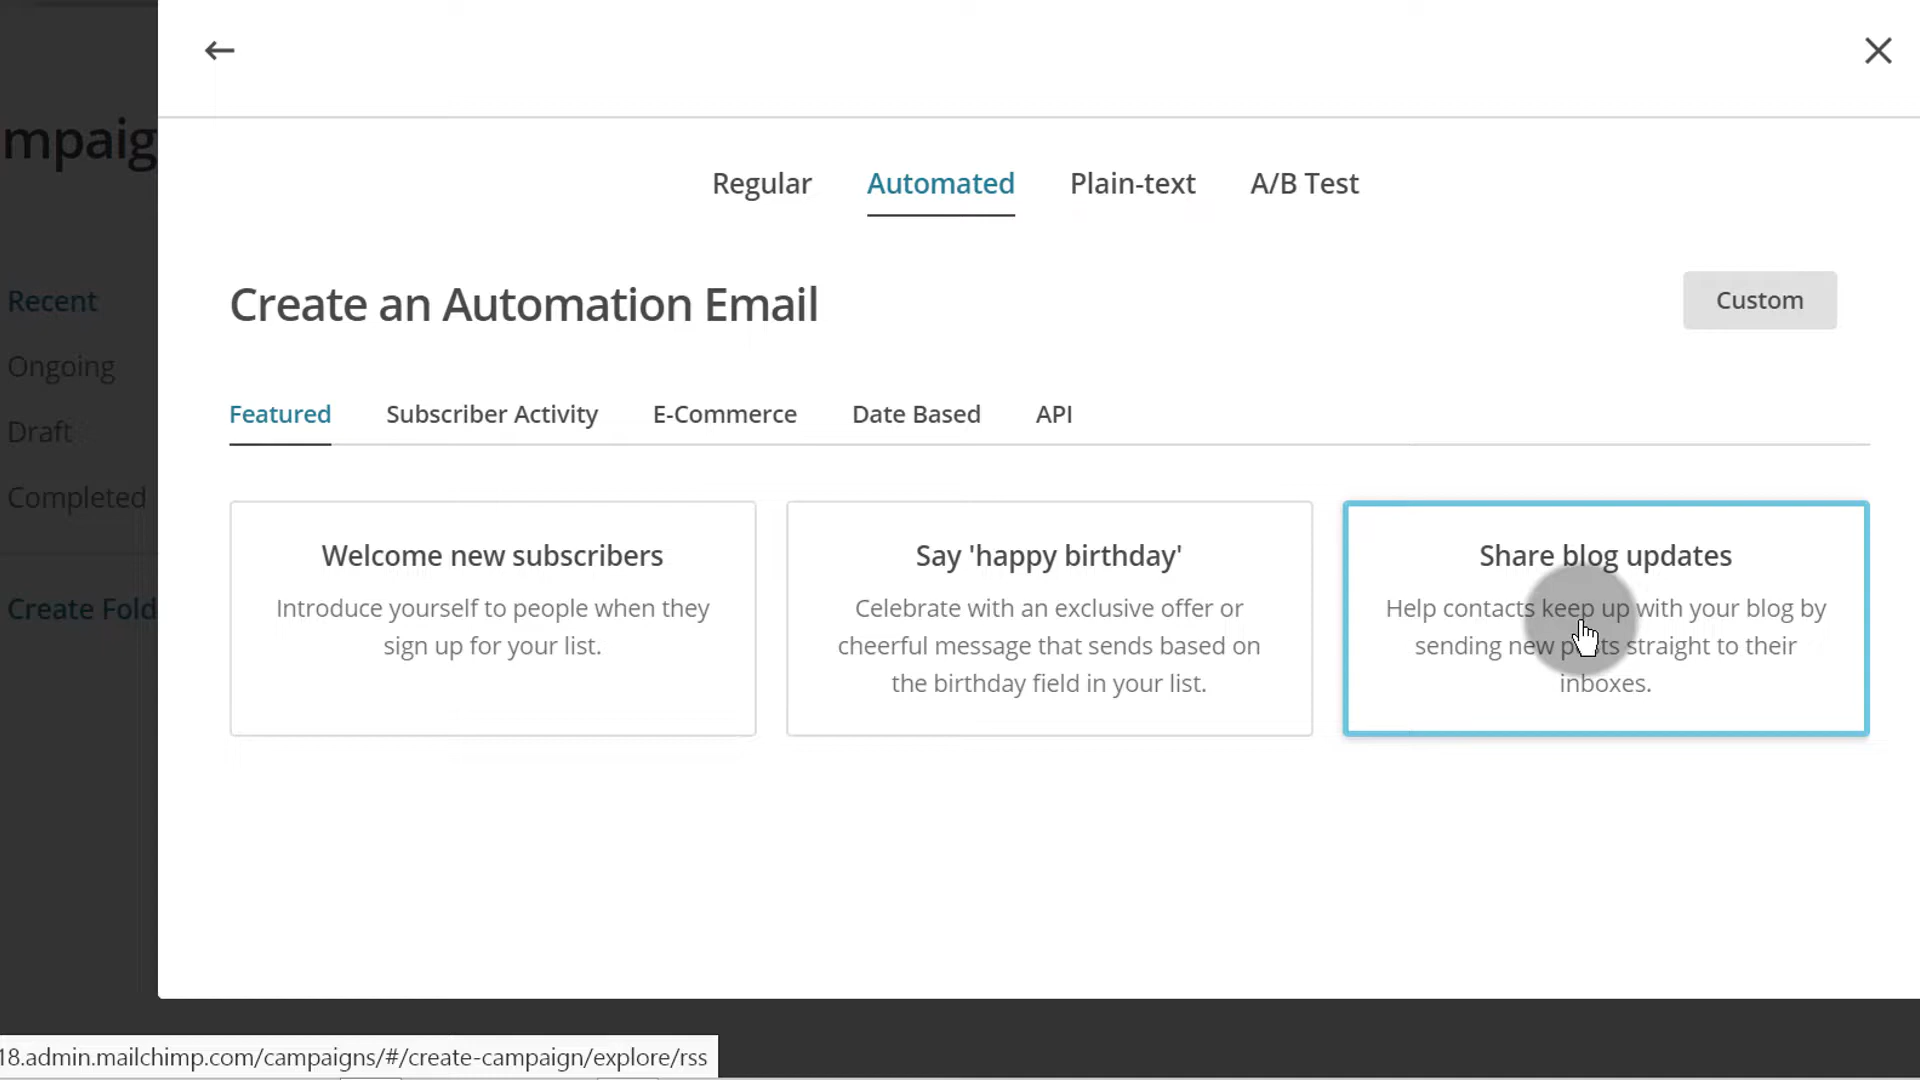 mpaig
Recent
Ongoing
Draft
Completed
Create Fold
Regular
Automated
Plain-text
A/B Test
Create an Automation Email
Custom
Featured
Subscriber Activity
E-Commerce
Date Based
API
Welcome new subscribers
Introduce yourself to people when they
sign up for your list.
Say 'happy birthday'
Celebrate with an exclusive offer or
cheerful message that sends based on
the birthday field in your list.
Share blog updates
Help contacts keep up with your blog by
sending new posts straight to their
inboxes.
18.admin.mailchimp.com/campaigns/#/create-campaign/explore/rss